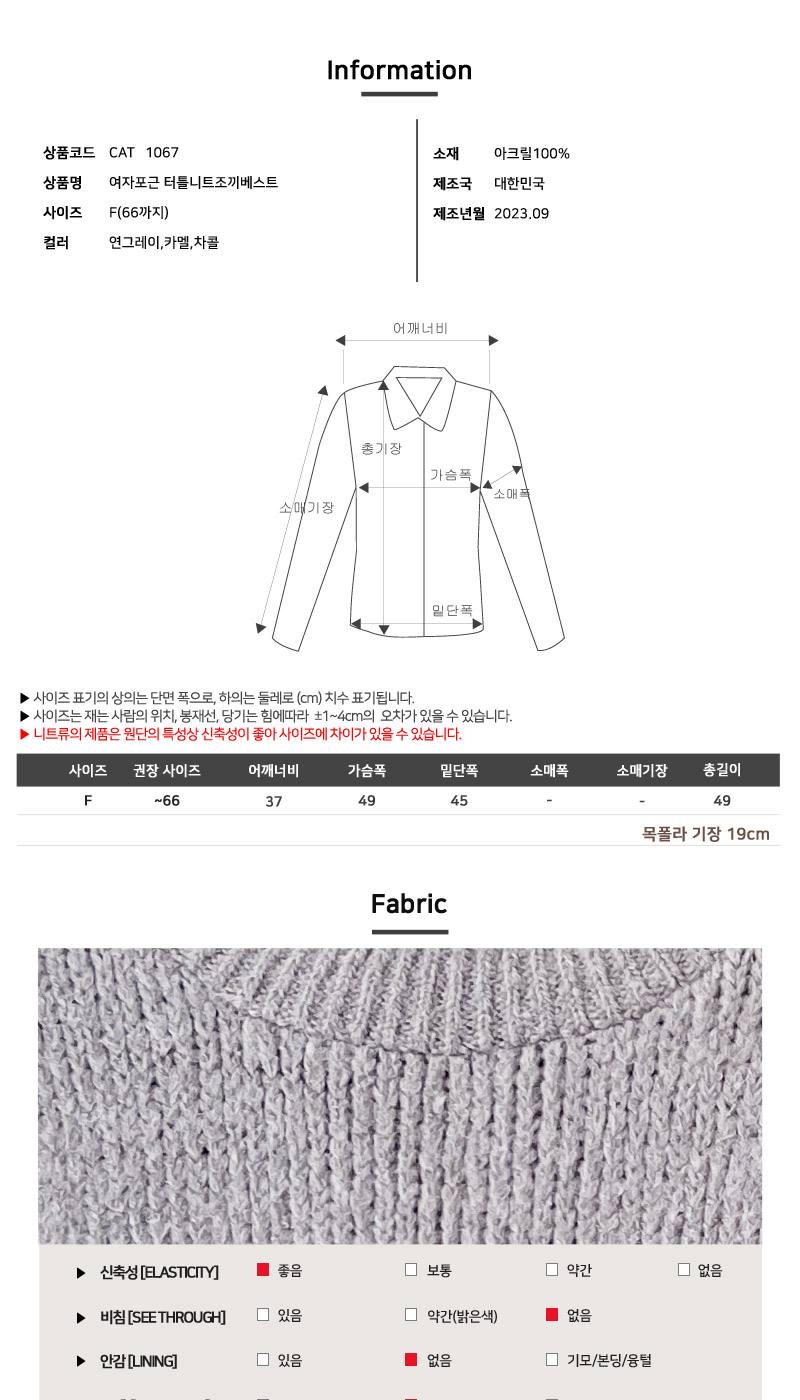 Information
상품코드 CAT 1067
상품명 여자포근 터틀니트조끼베스트
사이즈 F(66까지)
컬러 연그레이,카멜,차콜
소재 아크릴100%
제조국 대한민국
제조년월 2023.09
어깨너비
총기장
가슴폭
소매폭
소매기장
밑단폭
▶ 사이즈 표기의 상의는 단면 폭으로, 하의는 둘레로 (cm) 치수 표기됩니다.
▶ 사이즈는 재는 사람의 위치, 봉재선, 당기는 힘에따라 ±1~4cm의 오차가 있을 수 있습니다.
▶ 니트류의 제품은 원단의 특성상 신축성이 좋아 사이즈에 차이가 있을 수 있습니다.
사이즈 권장 사이즈 어깨너비 가슴폭 밑단폭 소매폭 소매기장 총길이
F ~66 37 49 45 - - 49
목폴라 기장 19cm
Fabric
▶ 신축성 [ELASTICITY] 좋음 보통 약간 없음
▶ 비침 [SEE THROUGH] 있음 약간(밝은색) 없음
▶ 안감 [LINING] 있음 없음 기모/본딩/융털